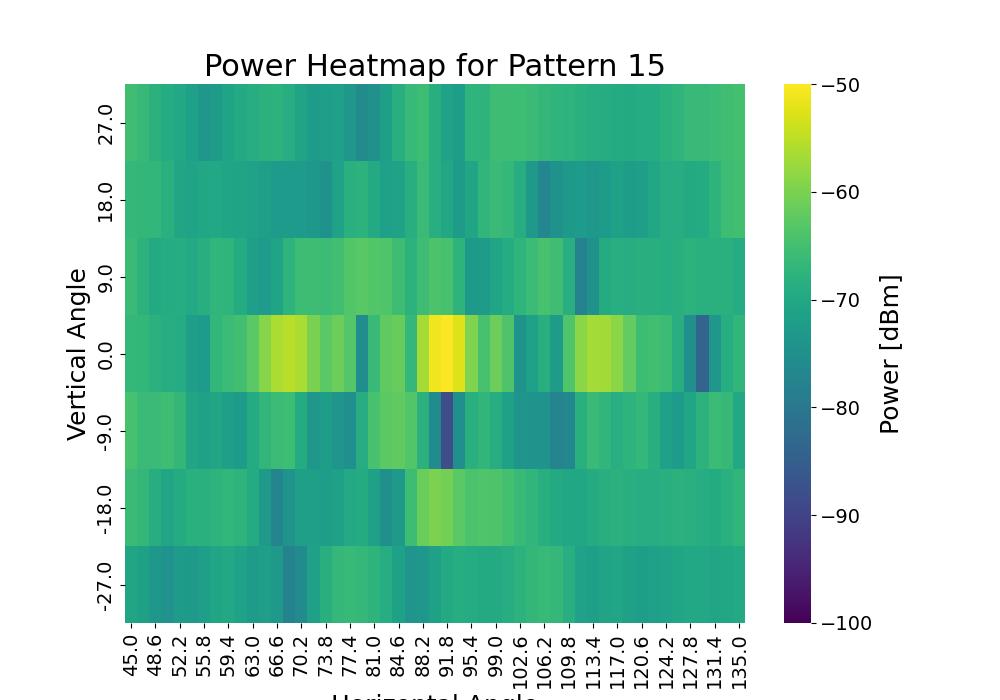 Power Heatmap for Pattern 15
Vertical Angle
27.0
18.0
9.0
0.0
-9.0
-18.0
-27.0
45.0 48.6 52.2 55.8 59.4 63.0 66.6 70.2 73.8 77.4 81.0 84.6 88.2 91.8 95.4 99.0 102.6 106.2 109.8 113.4 117.0 120.6 124.2 127.8 131.4 135.0
Horizontal Angle
−50
−60
−70
−80
−90
−100
Power [dBm]